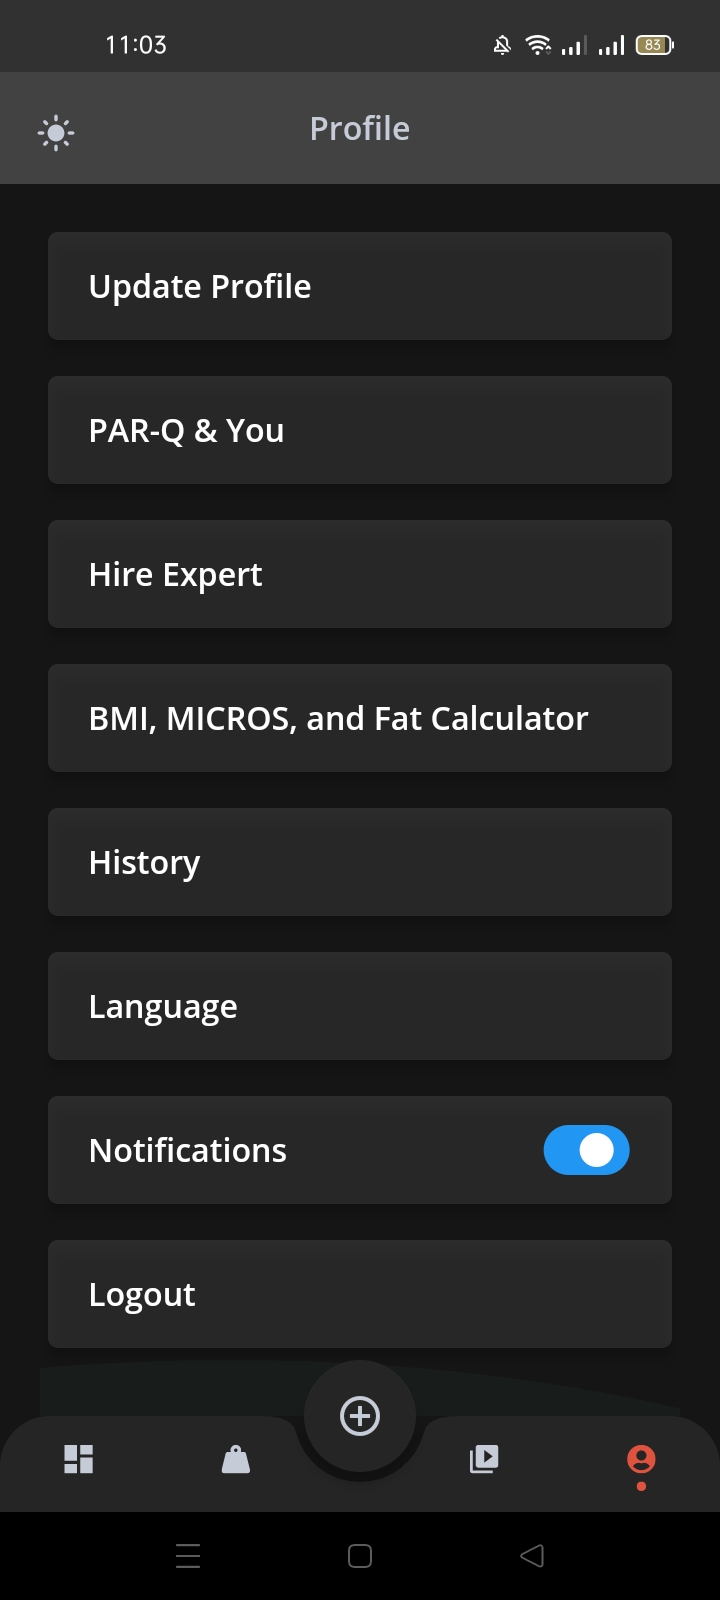 11:03
83
Profile
Update Profile
PAR-Q & You
Hire Expert
BMI, MICROS, and Fat Calculator
History
Language
Notifications
Logout